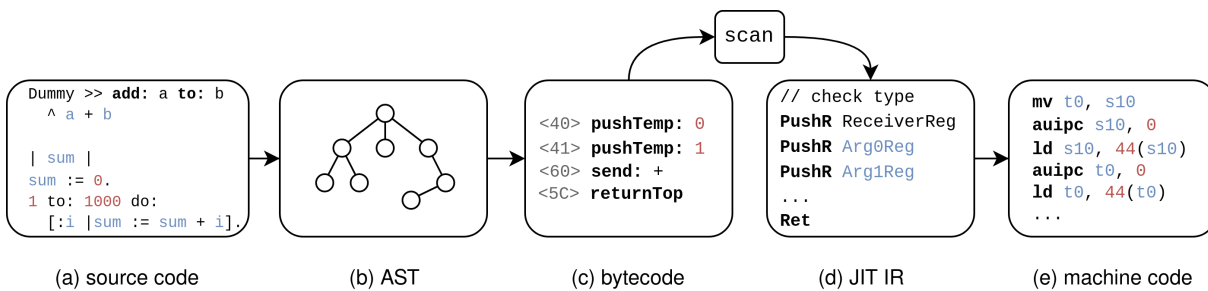 scan
Dummy >> add: a to: b
^ a + b
| sum |
sum := 0.
1 to: 1000 do:
[:i |sum := sum + i].
<40> pushTemp: 0
<41> pushTemp: 1
<60> send: +
<5C> returnTop
// check type
PushR ReceiverReg
PushR Arg0Reg
PushR Arg1Reg
...
Ret
mv t0, s10
auipc s10, 0
ld s10, 44(s10)
auipc t0, 0
ld t0, 44(t0)
...
(a) source code
(b) AST
(c) bytecode
(d) JIT IR
(e) machine code